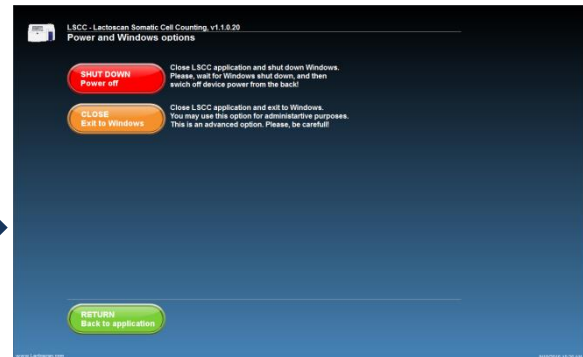 LSCC - Lactoscan Somatic Cell Counting, v1.1.0.20
Power and Windows options
SHUT DOWN
Power off
Close LSCC application and shut down Windows.
Please, wait for Windows shut down, and then
swich off device power from the back!
CLOSE
Exit to Windows
Close LSCC application and exit to Windows.
You may use this option for administartive purposes.
This is an advanced option. Please, be carefull!
RETURN
Back to application
www.Lactoscan.com